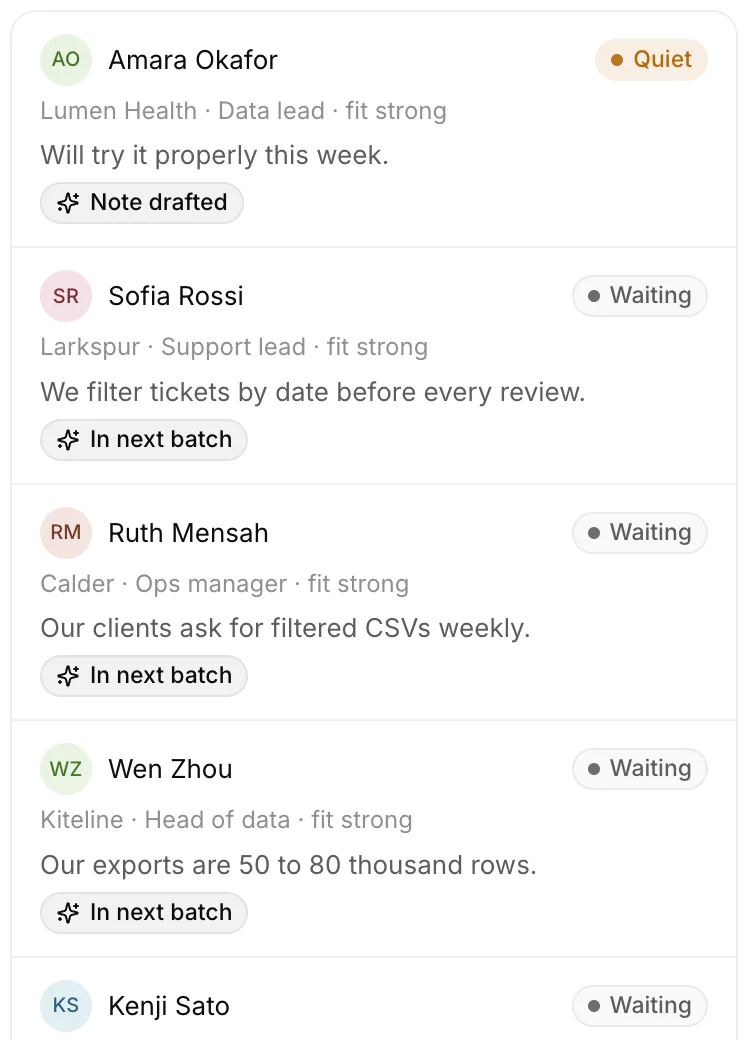 AO Amara Okafor Quiet
Lumen Health · Data lead · fit strong
Will try it properly this week.
Note drafted
SR Sofia Rossi Waiting
Larkspur · Support lead · fit strong
We filter tickets by date before every review.
In next batch
RM Ruth Mensah Waiting
Calder · Ops manager · fit strong
Our clients ask for filtered CSVs weekly.
In next batch
WZ Wen Zhou Waiting
Kiteline · Head of data · fit strong
Our exports are 50 to 80 thousand rows.
In next batch
KS Kenji Sato Waiting